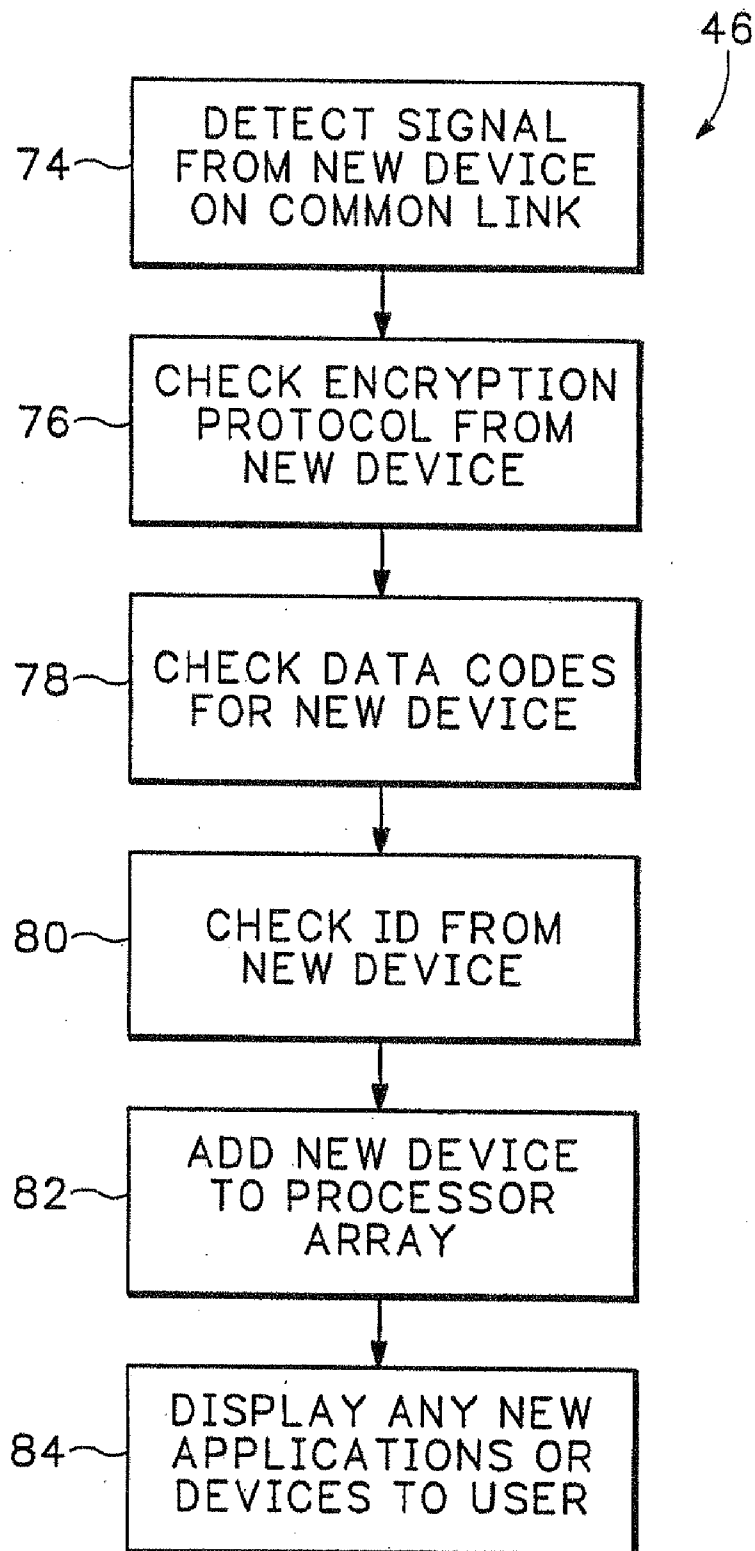 46
74
DETECT SIGNAL
FROM NEW DEVICE
ON COMMON LINK
76
CHECK ENCRYPTION
PROTOCOL FROM
NEW DEVICE
78
CHECK DATA CODES
FOR NEW DEVICE
80
CHECK ID FROM
NEW DEVICE
82
ADD NEW DEVICE
TO PROCESSOR
ARRAY
84
DISPLAY ANY NEW
APPLICATIONS OR
DEVICES TO USER